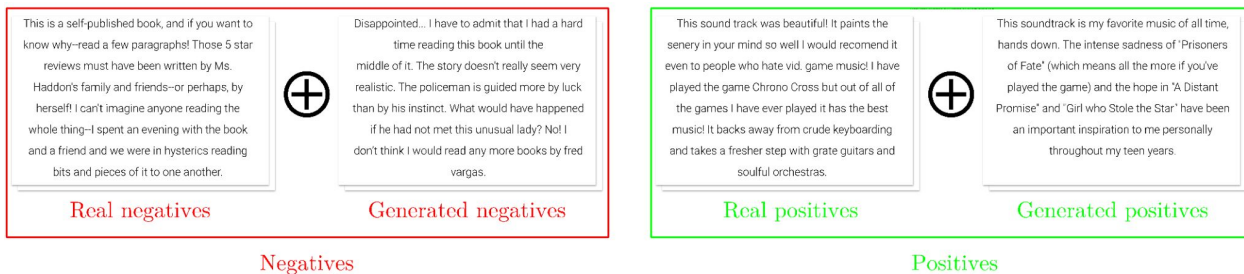 This is a self-published book, and if you want to
know why--read a few paragraphs! Those 5 star
reviews must have been written by Ms.
Haddon's family and friends--or perhaps, by
herself! I can't imagine anyone reading the
whole thing--I spent an evening with the book
and a friend and we were in hysterics reading
bits and pieces of it to one another.
Real negatives
Disappointed... I have to admit that I had a hard
time reading this book until the
middle of it. The story doesn't really seem very
realistic. The policeman is guided more by luck
than by his instinct. What would have happened
if he had not met this unusual lady? No! I
don't think I would read any more books by fred
vargas.
Generated negatives
Negatives
This sound track was beautiful! It paints the
senery in your mind so well I would recomend it
even to people who hate vid. game music! I have
played the game Chrono Cross but out of all of
the games I have ever played it has the best
music! It backs away from crude keyboarding
and takes a fresher step with grate guitars and
soulful orchestras.
Real positives
This soundtrack is my favorite music of all time,
hands down. The intense sadness of "Prisoners
of Fate" (which means all the more if you've
played the game) and the hope in "A Distant
Promise" and "Girl who Stole the Star" have been
an important inspiration to me personally
throughout my teen years.
Generated positives
Positives